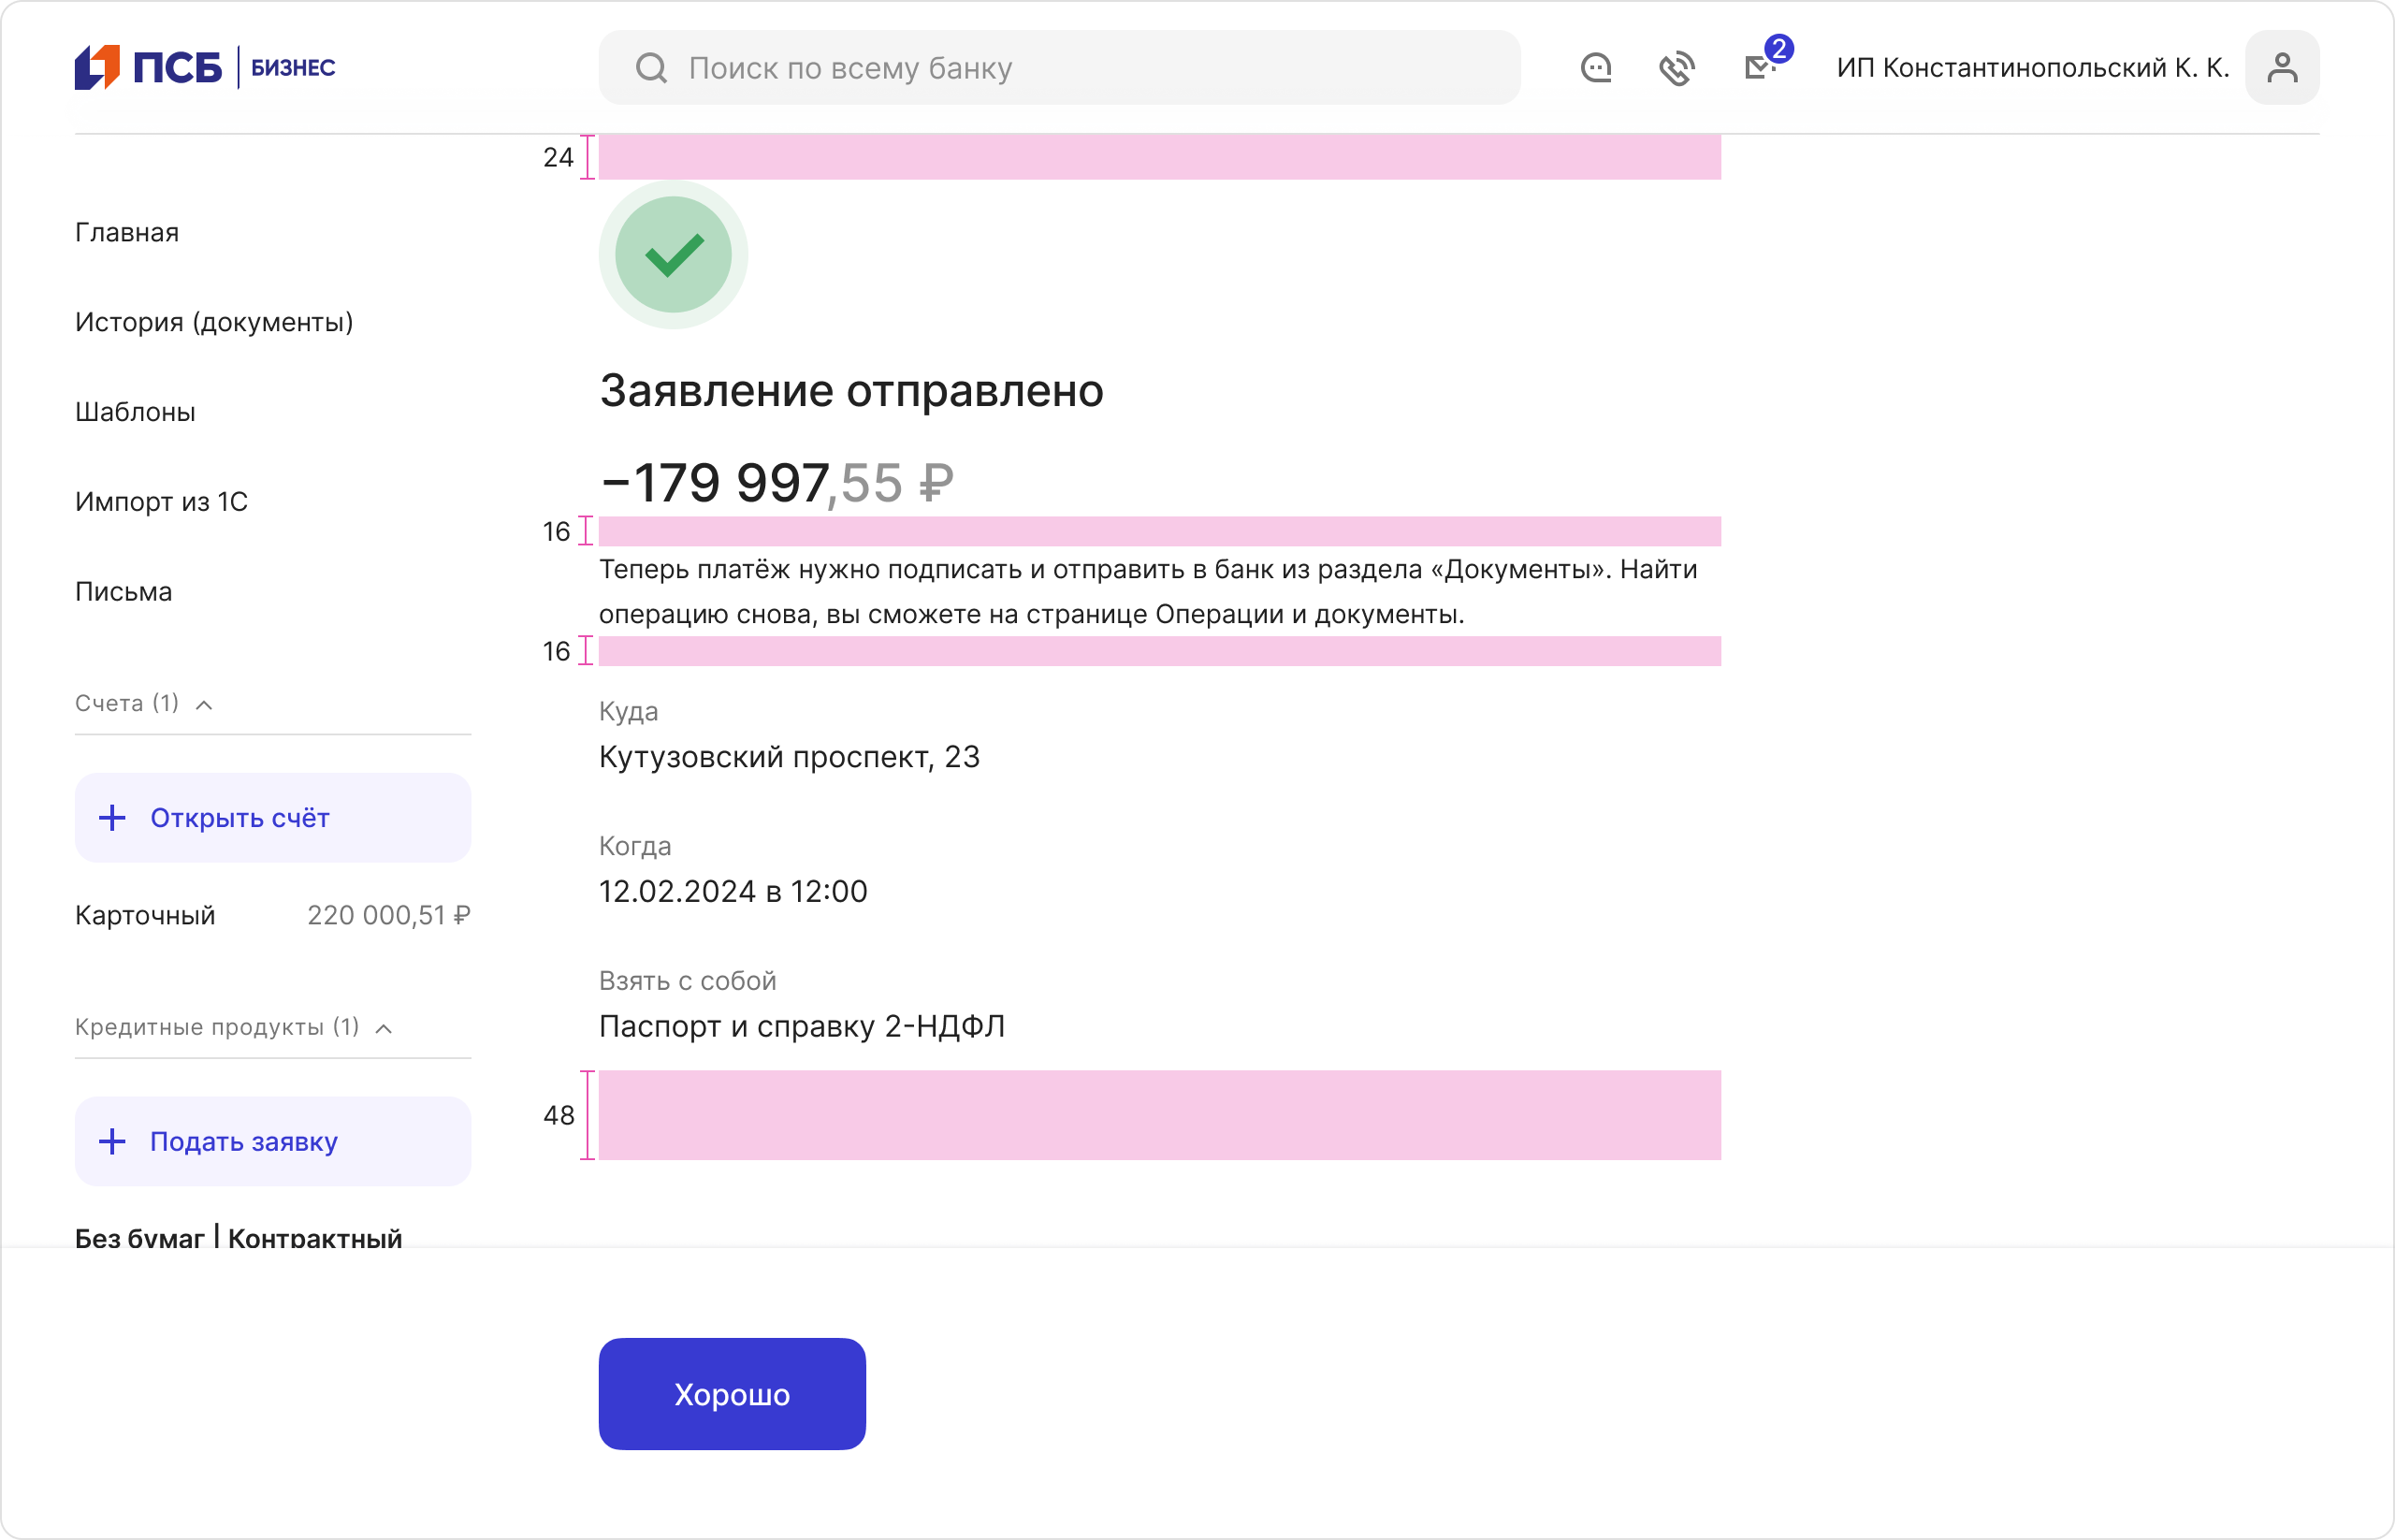 ПСБ БИЗНЕС
Поиск по всему банку
2
ИП Константинопольский К. К.
24
Главная
История (документы)
Шаблоны
Импорт из 1С
Письма
Счета (1)
Открыть счёт
Карточный 220 000,51 ₽
Кредитные продукты (1)
Подать заявку
Без бумаг | Контрактный
Заявление отправлено
−179 997,55 ₽
16
Теперь платёж нужно подписать и отправить в банк из раздела «Документы». Найти
операцию снова, вы сможете на странице Операции и документы.
16
Куда
Кутузовский проспект, 23
Когда
12.02.2024 в 12:00
Взять с собой
Паспорт и справку 2-НДФЛ
48
Хорошо